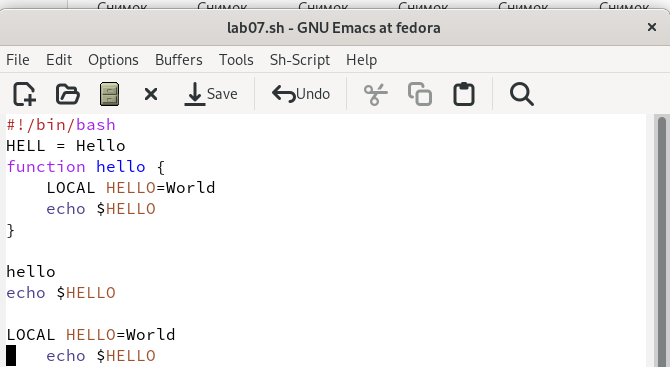 Снимок Снимок Снимок Снимок Снимок Снимок
lab07.sh - GNU Emacs at fedora
File Edit Options Buffers Tools Sh-Script Help
Save Undo
#!/bin/bash
HELL = Hello
function hello {
    LOCAL HELLO=World
    echo $HELLO
}
hello
echo $HELLO
LOCAL HELLO=World
    echo $HELLO